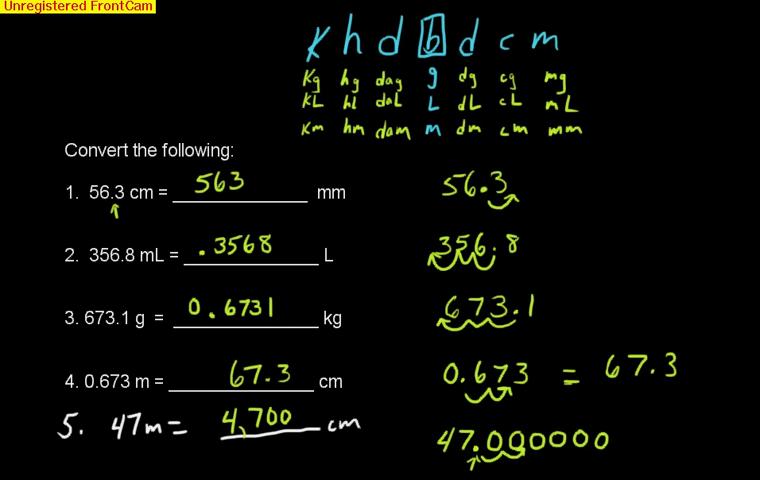 Unregistered FrontCam
K h d b d c m
Kg hg dag g dg cg mg
KL hl daL L dL cL mL
Km hm dam m dm cm mm
Convert the following:
1. 56.3 cm = 563 mm 56.3
2. 356.8 mL = .3568 L 356.8
3. 673.1 g = 0.6731 kg 673.1
4. 0.673 m = 67.3 cm 0.673 = 67.3
5. 47m = 4,700 cm 47.000000